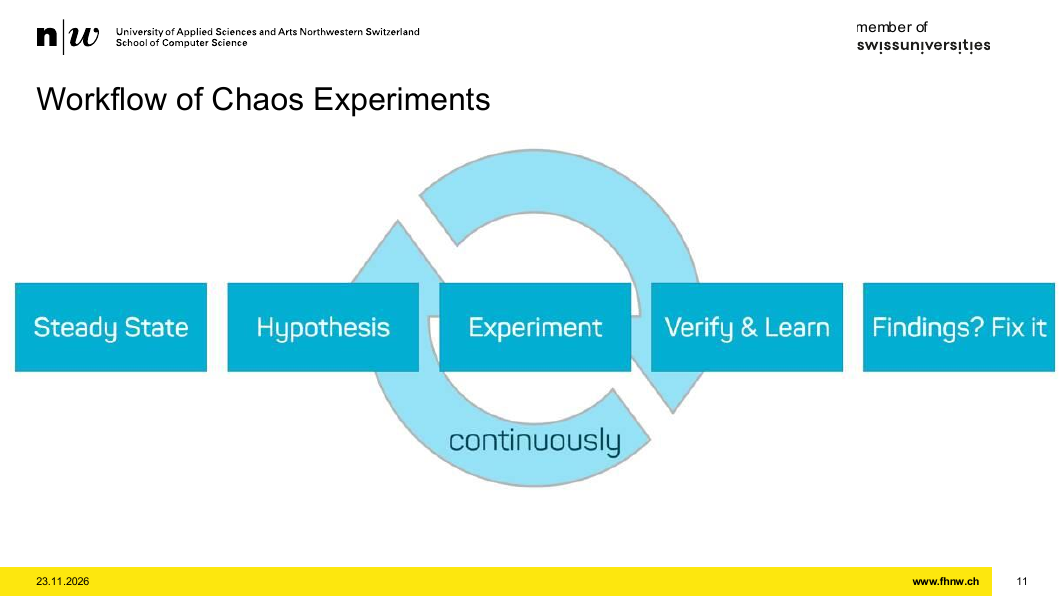 n|w
University of Applied Sciences and Arts Northwestern Switzerland
School of Computer Science
member of
swissuniversities
Workflow of Chaos Experiments
Steady State
Hypothesis
Experiment
Verify & Learn
Findings? Fix it
continuously
23.11.2026
www.fhnw.ch
11